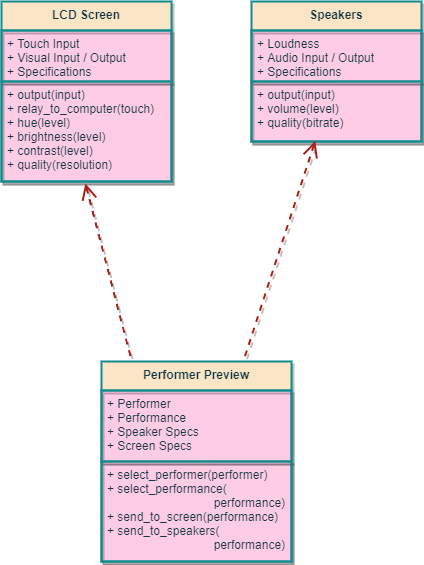 LCD Screen
+ Touch Input
+ Visual Input / Output
+ Specifications
+ output(input)
+ relay_to_computer(touch)
+ hue(level)
+ brightness(level)
+ contrast(level)
+ quality(resolution)
Speakers
+ Loudness
+ Audio Input / Output
+ Specifications
+ output(input)
+ volume(level)
+ quality(bitrate)
Performer Preview
+ Performer
+ Performance
+ Speaker Specs
+ Screen Specs
+ select_performer(performer)
+ select_performance(
performance)
+ send_to_screen(performance)
+ send_to_speakers(
performance)